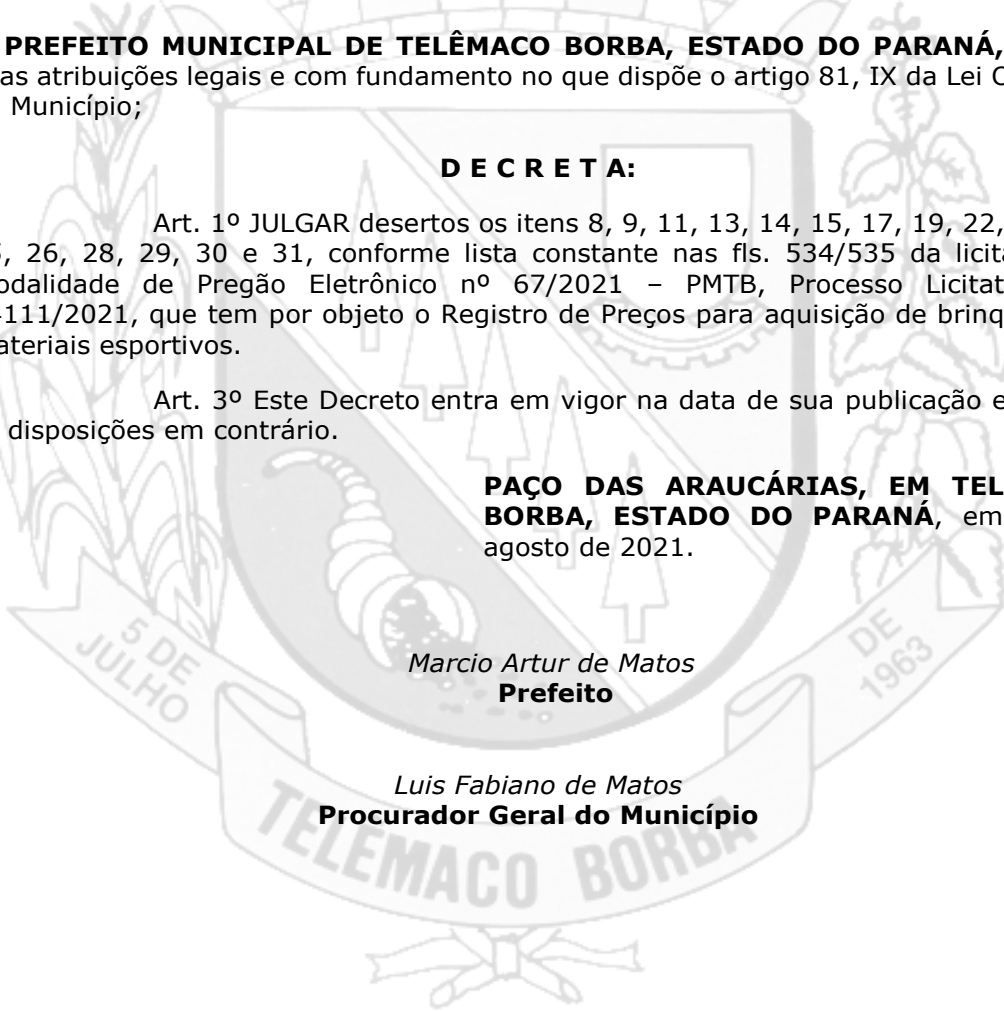 PREFEITO MUNICIPAL DE TELÊMACO BORBA, ESTADO DO PARANÁ,
as atribuições legais e com fundamento no que dispõe o artigo 81, IX da Lei
Município;
D E C R E T A:
Art. 1º JULGAR desertos os itens 8, 9, 11, 13, 14, 15, 17, 19, 22,
, 26, 28, 29, 30 e 31, conforme lista constante nas fls. 534/535 da licita
odalidade de Pregão Eletrônico nº 67/2021 – PMTB, Processo Licitat
111/2021, que tem por objeto o Registro de Preços para aquisição de brinq
ateriais esportivos.
Art. 3º Este Decreto entra em vigor na data de sua publicação e
disposições em contrário.
PAÇO DAS ARAUCÁRIAS, EM TEL
BORBA, ESTADO DO PARANÁ, em
agosto de 2021.
Marcio Artur de Matos
Prefeito
Luis Fabiano de Matos
Procurador Geral do Município
5 DE
JULHO
DE
1963
TELEMACO BORBA